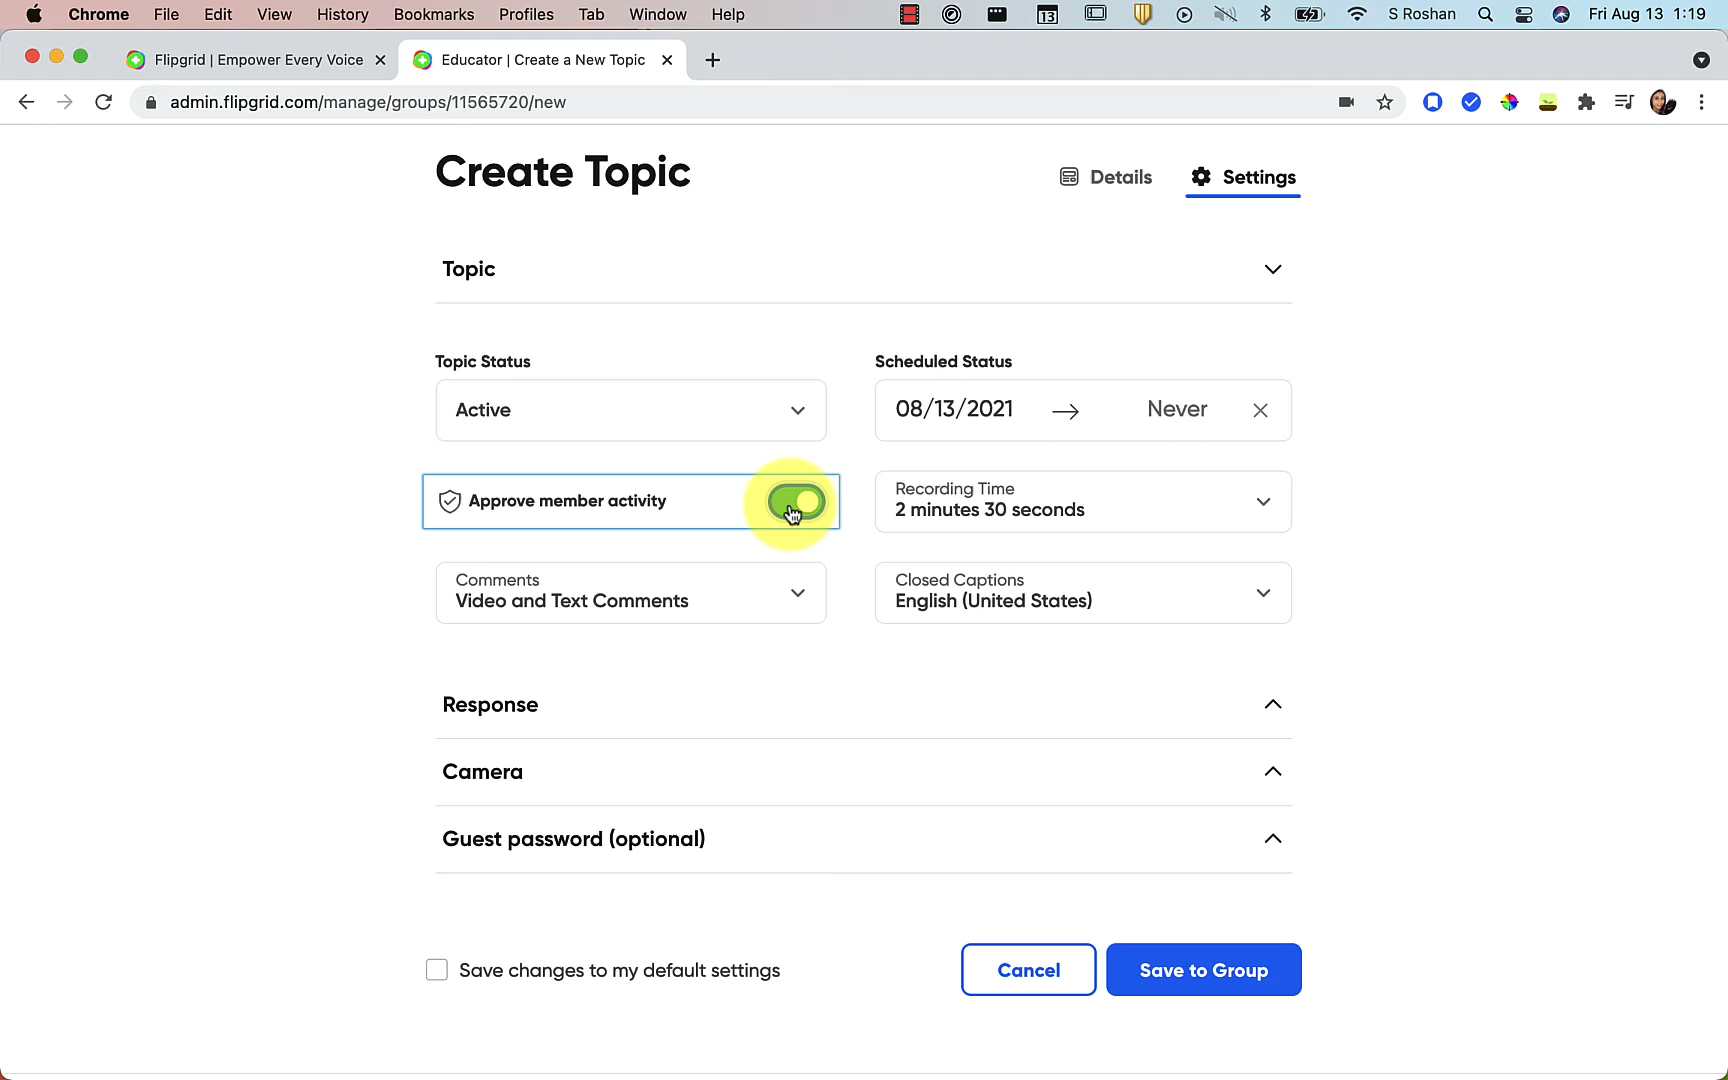 Chrome File Edit View History Bookmarks Profiles Tab Window Help 13 S Roshan Fri Aug 13 1:19
Flipgrid | Empower Every Voice Educator | Create a New Topic
admin.flipgrid.com/manage/groups/11565720/new
Create Topic
Details Settings
Topic
Topic Status Scheduled Status
Active 08/13/2021 → Never
Approve member activity
Recording Time
2 minutes 30 seconds
Comments
Video and Text Comments
Closed Captions
English (United States)
Response
Camera
Guest password (optional)
Save changes to my default settings Cancel Save to Group